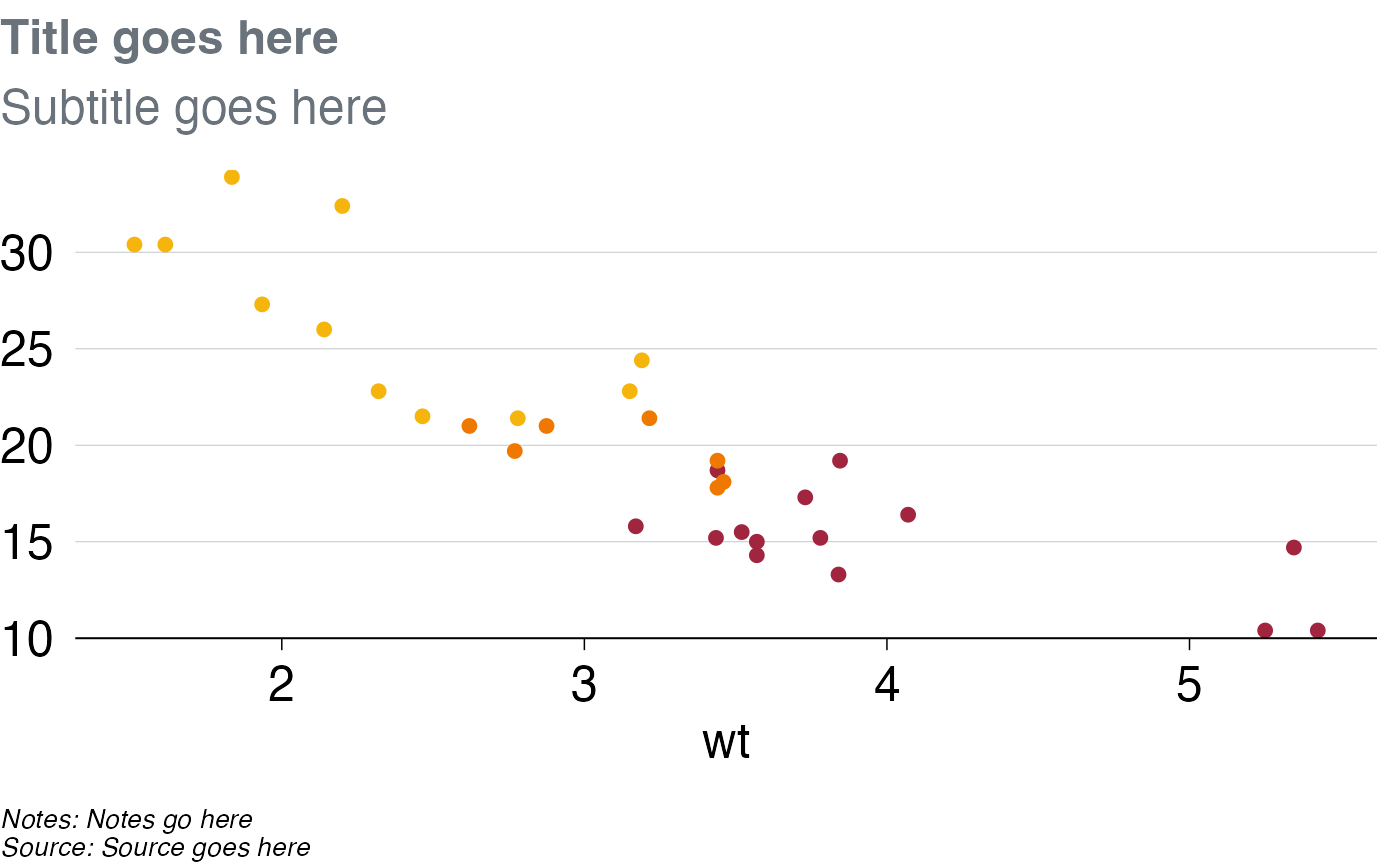 Title goes here
Subtitle goes here
30
25
20
15
10
2 3 4 5
wt
Notes: Notes go here
Source: Source goes here